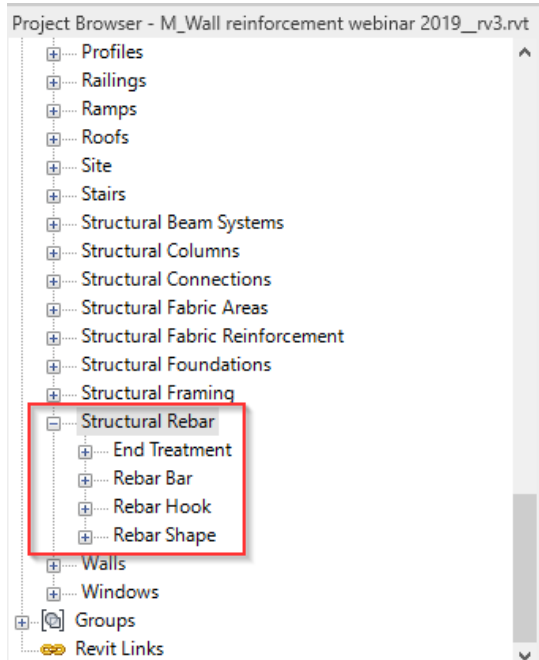 Project Browser - M_Wall reinforcement webinar 2019__rv3.rvt
Profiles
Railings
Ramps
Roofs
Site
Stairs
Structural Beam Systems
Structural Columns
Structural Connections
Structural Fabric Areas
Structural Fabric Reinforcement
Structural Foundations
Structural Framing
Structural Rebar
End Treatment
Rebar Bar
Rebar Hook
Rebar Shape
Walls
Windows
Groups
Revit Links